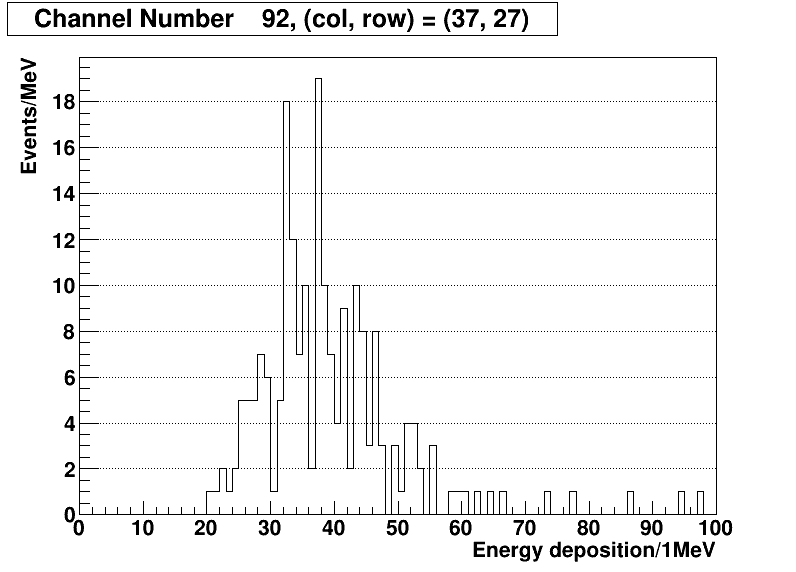 Channel Number    92, (col, row) = (37, 27)
Events/MeV
18
16
14
12
10
8
6
4
2
0
0 10 20 30 40 50 60 70 80 90 100
Energy deposition/1MeV